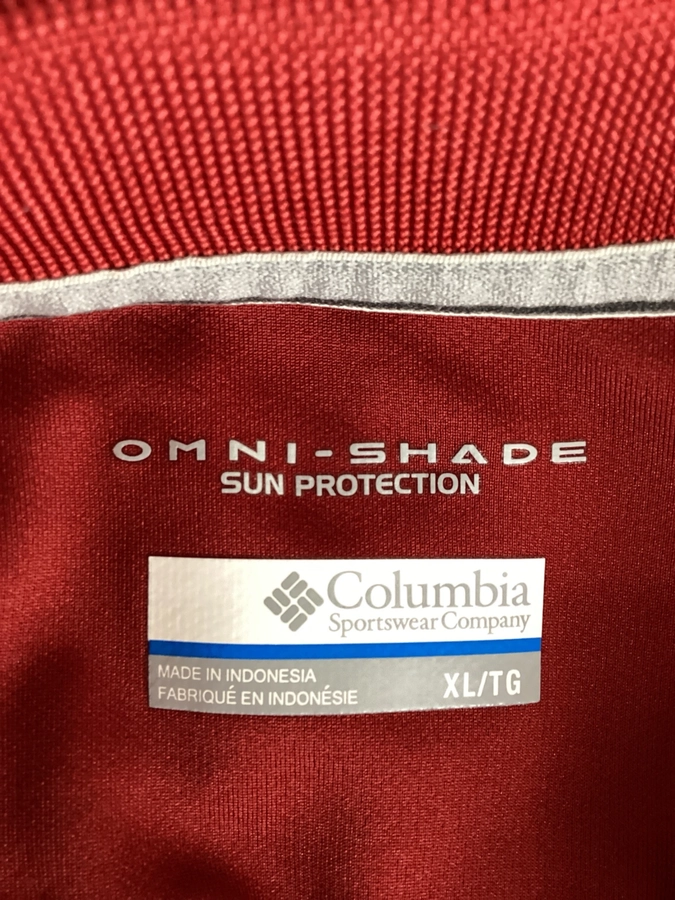 OMNI-SHADE
SUN PROTECTION
Columbia
Sportswear Company
MADE IN INDONESIA
FABRIQUÉ EN INDONÉSIE
XL/TG